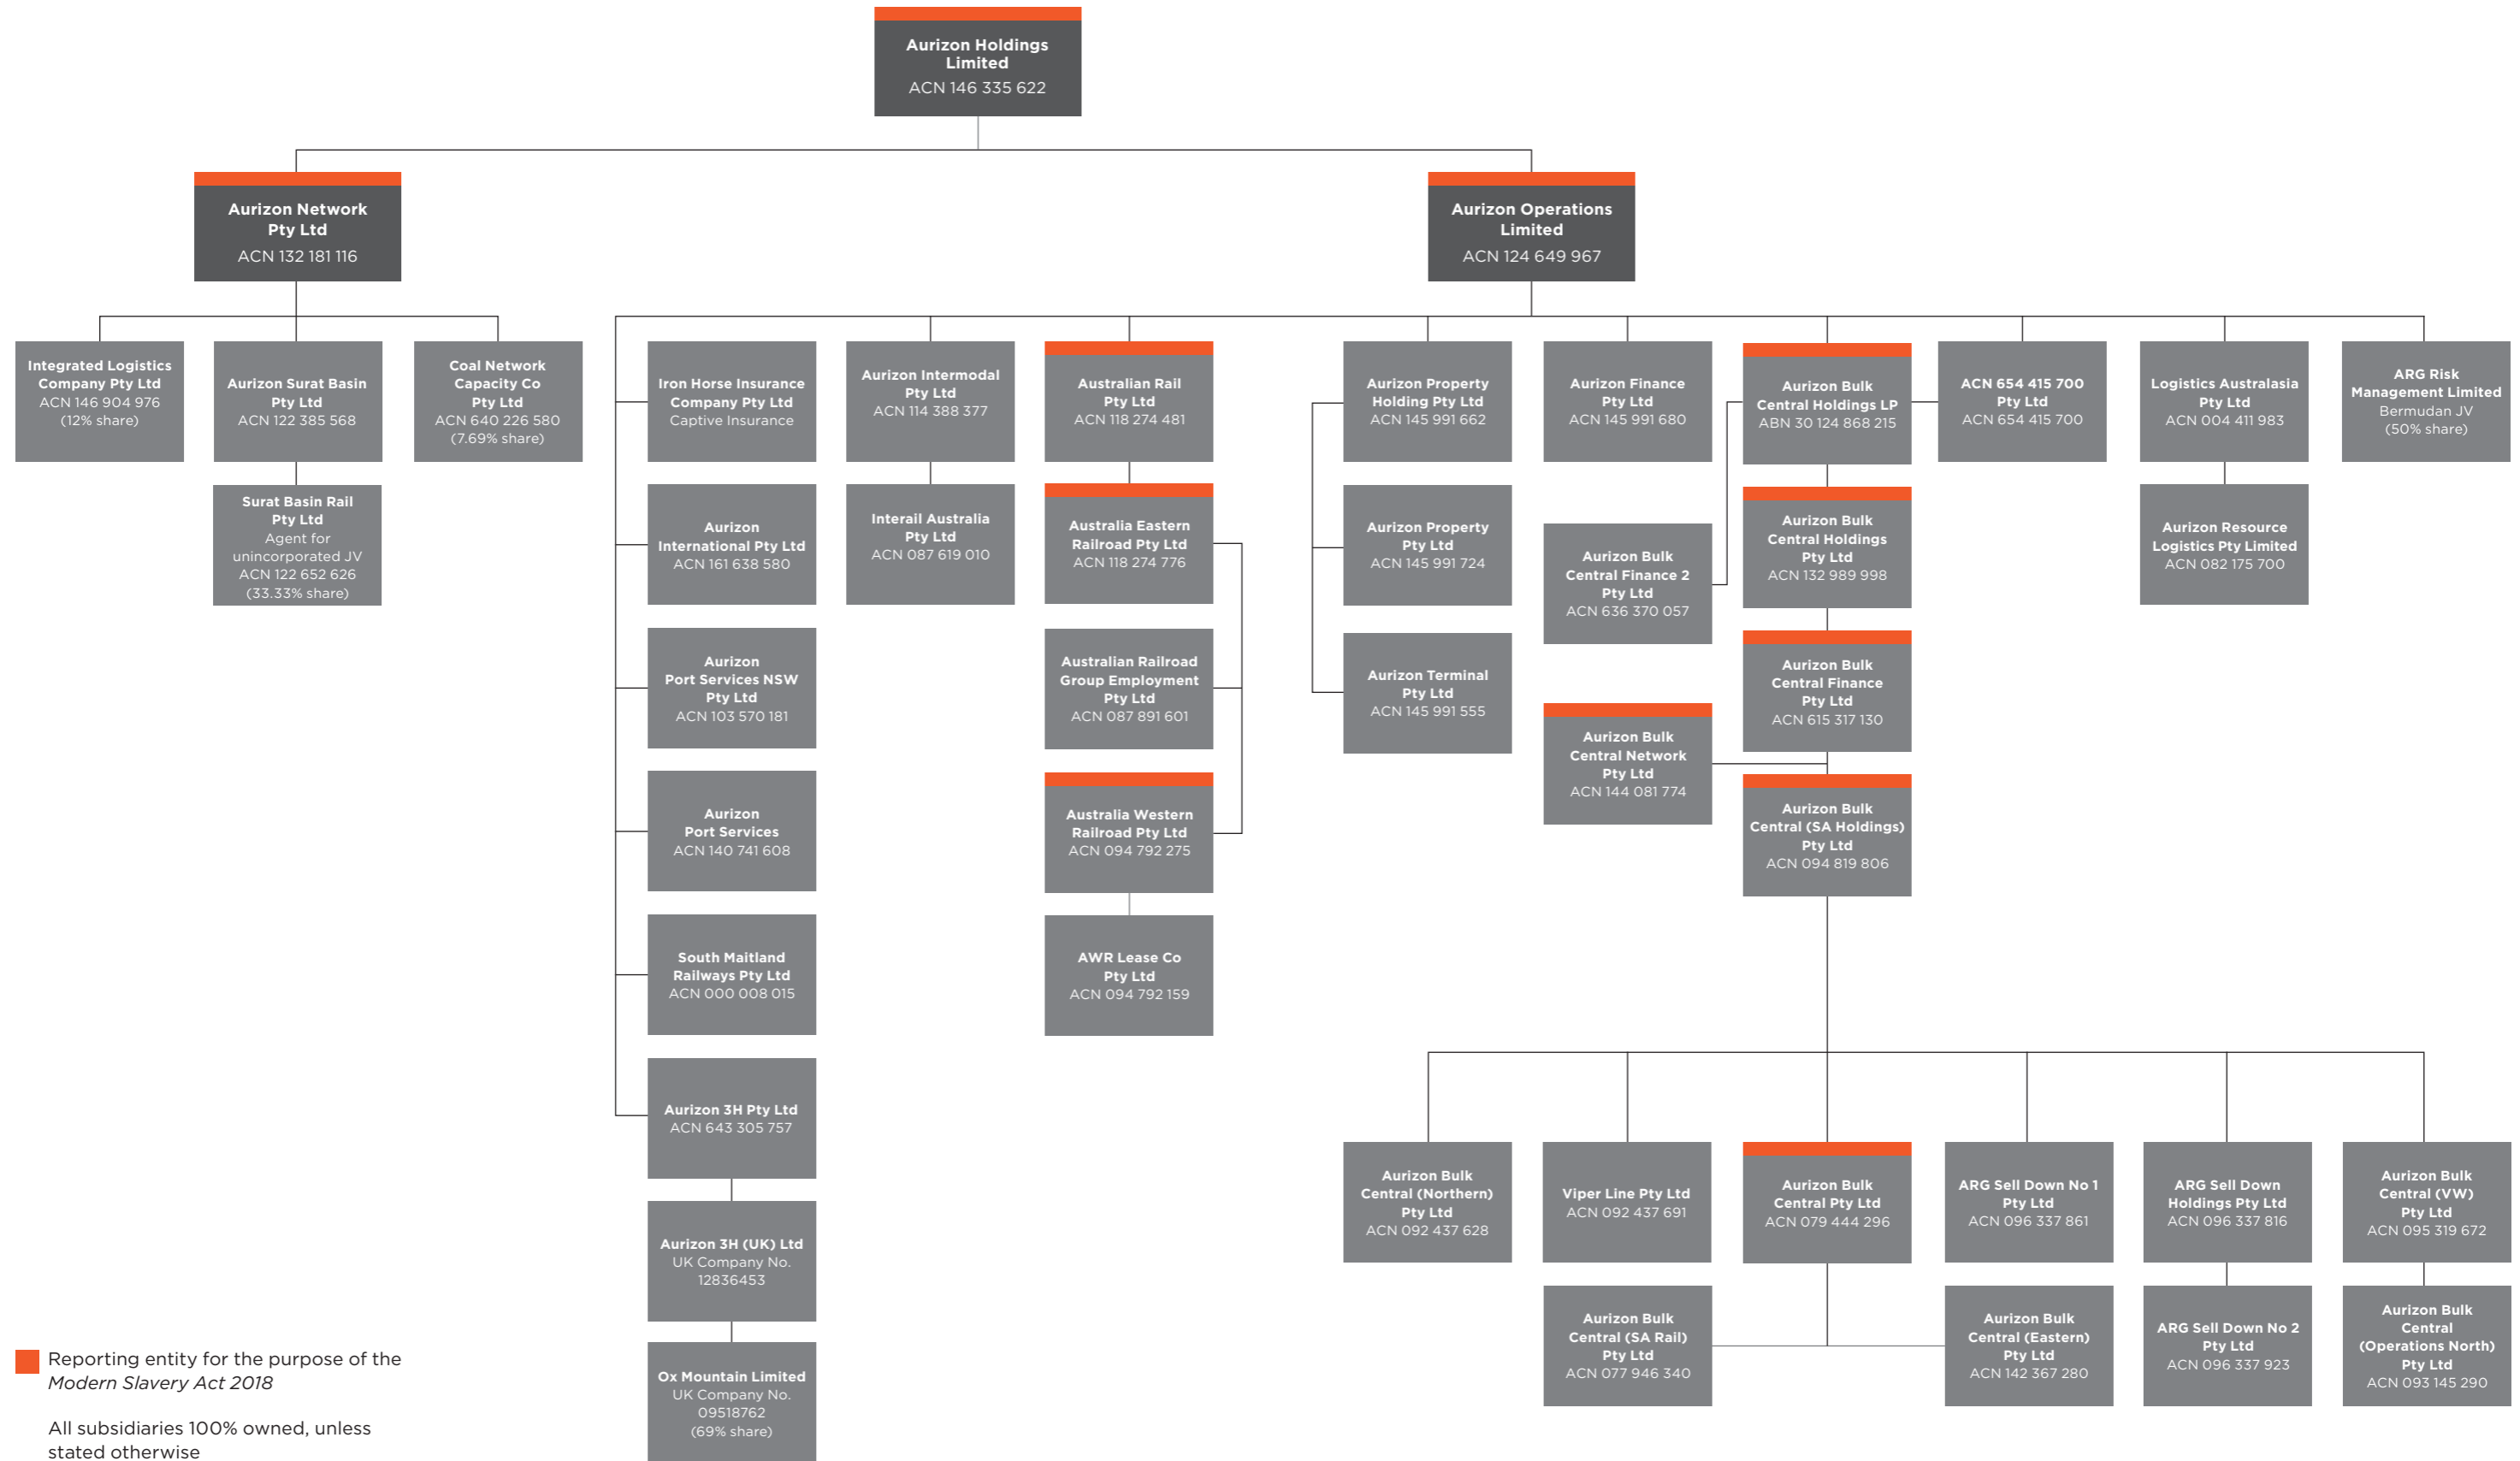 Aurizon Holdings
Limited
ACN 146 335 622
Aurizon Network
Pty Ltd
ACN 132 181 116
Aurizon Operations
Limited
ACN 124 649 967
Integrated Logistics
Company Pty Ltd
ACN 146 904 976
(12% share)
Aurizon Surat Basin
Pty Ltd
ACN 122 385 568
Coal Network
Capacity Co
Pty Ltd
ACN 640 226 580
(7.69% share)
Surat Basin Rail
Pty Ltd
Agent for
unincorporated JV
ACN 122 652 626
(33.33% share)
Iron Horse Insurance
Company Pty Ltd
Captive Insurance
Aurizon
International Pty Ltd
ACN 161 638 580
Aurizon
Port Services NSW
Pty Ltd
ACN 103 570 181
Aurizon
Port Services
ACN 140 741 608
South Maitland
Railways Pty Ltd
ACN 000 008 015
Aurizon 3H Pty Ltd
ACN 643 305 757
Aurizon 3H (UK) Ltd
UK Company No.
12836453
Ox Mountain Limited
UK Company No.
09518762
(69% share)
Aurizon Intermodal
Pty Ltd
ACN 114 388 377
Interail Australia
Pty Ltd
ACN 087 619 010
Australian Rail
Pty Ltd
ACN 118 274 481
Australia Eastern
Railroad Pty Ltd
ACN 118 274 776
Australian Railroad
Group Employment
Pty Ltd
ACN 087 891 601
Australia Western
Railroad Pty Ltd
ACN 094 792 275
AWR Lease Co
Pty Ltd
ACN 094 792 159
Aurizon Property
Holding Pty Ltd
ACN 145 991 662
Aurizon Property
Pty Ltd
ACN 145 991 724
Aurizon Terminal
Pty Ltd
ACN 145 991 555
Aurizon Finance
Pty Ltd
ACN 145 991 680
Aurizon Bulk
Central Finance 2
Pty Ltd
ACN 636 370 057
Aurizon Bulk
Central Network
Pty Ltd
ACN 144 081 774
Aurizon Bulk
Central Holdings LP
ABN 30 124 868 215
Aurizon Bulk
Central Holdings
Pty Ltd
ACN 132 989 998
Aurizon Bulk
Central Finance
Pty Ltd
ACN 615 317 130
Aurizon Bulk
Central (SA Holdings)
Pty Ltd
ACN 094 819 806
ACN 654 415 700
Pty Ltd
ACN 654 415 700
Logistics Australasia
Pty Ltd
ACN 004 411 983
Aurizon Resource
Logistics Pty Limited
ACN 082 175 700
ARG Risk
Management Limited
Bermudan JV
(50% share)
Aurizon Bulk
Central (Northern)
Pty Ltd
ACN 092 437 628
Viper Line Pty Ltd
ACN 092 437 691
Aurizon Bulk
Central Pty Ltd
ACN 079 444 296
ARG Sell Down No 1
Pty Ltd
ACN 096 337 861
ARG Sell Down
Holdings Pty Ltd
ACN 096 337 816
Aurizon Bulk
Central (VW)
Pty Ltd
ACN 095 319 672
Aurizon Bulk
Central (SA Rail)
Pty Ltd
ACN 077 946 340
Aurizon Bulk
Central (Eastern)
Pty Ltd
ACN 142 367 280
ARG Sell Down No 2
Pty Ltd
ACN 096 337 923
Aurizon Bulk
Central
(Operations North)
Pty Ltd
ACN 093 145 290
Reporting entity for the purpose of the
Modern Slavery Act 2018
All subsidiaries 100% owned, unless
stated otherwise